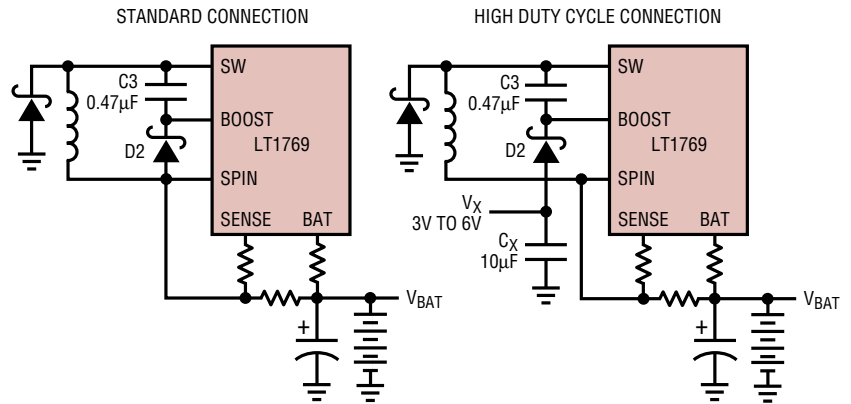 STANDARD CONNECTION
SW
C3
0.47µF
BOOST
LT1769
D2
SPIN
SENSE BAT
VBAT
+
HIGH DUTY CYCLE CONNECTION
SW
C3
0.47µF
BOOST
LT1769
D2
SPIN
VX
3V TO 6V
SENSE BAT
CX
10µF
VBAT
+